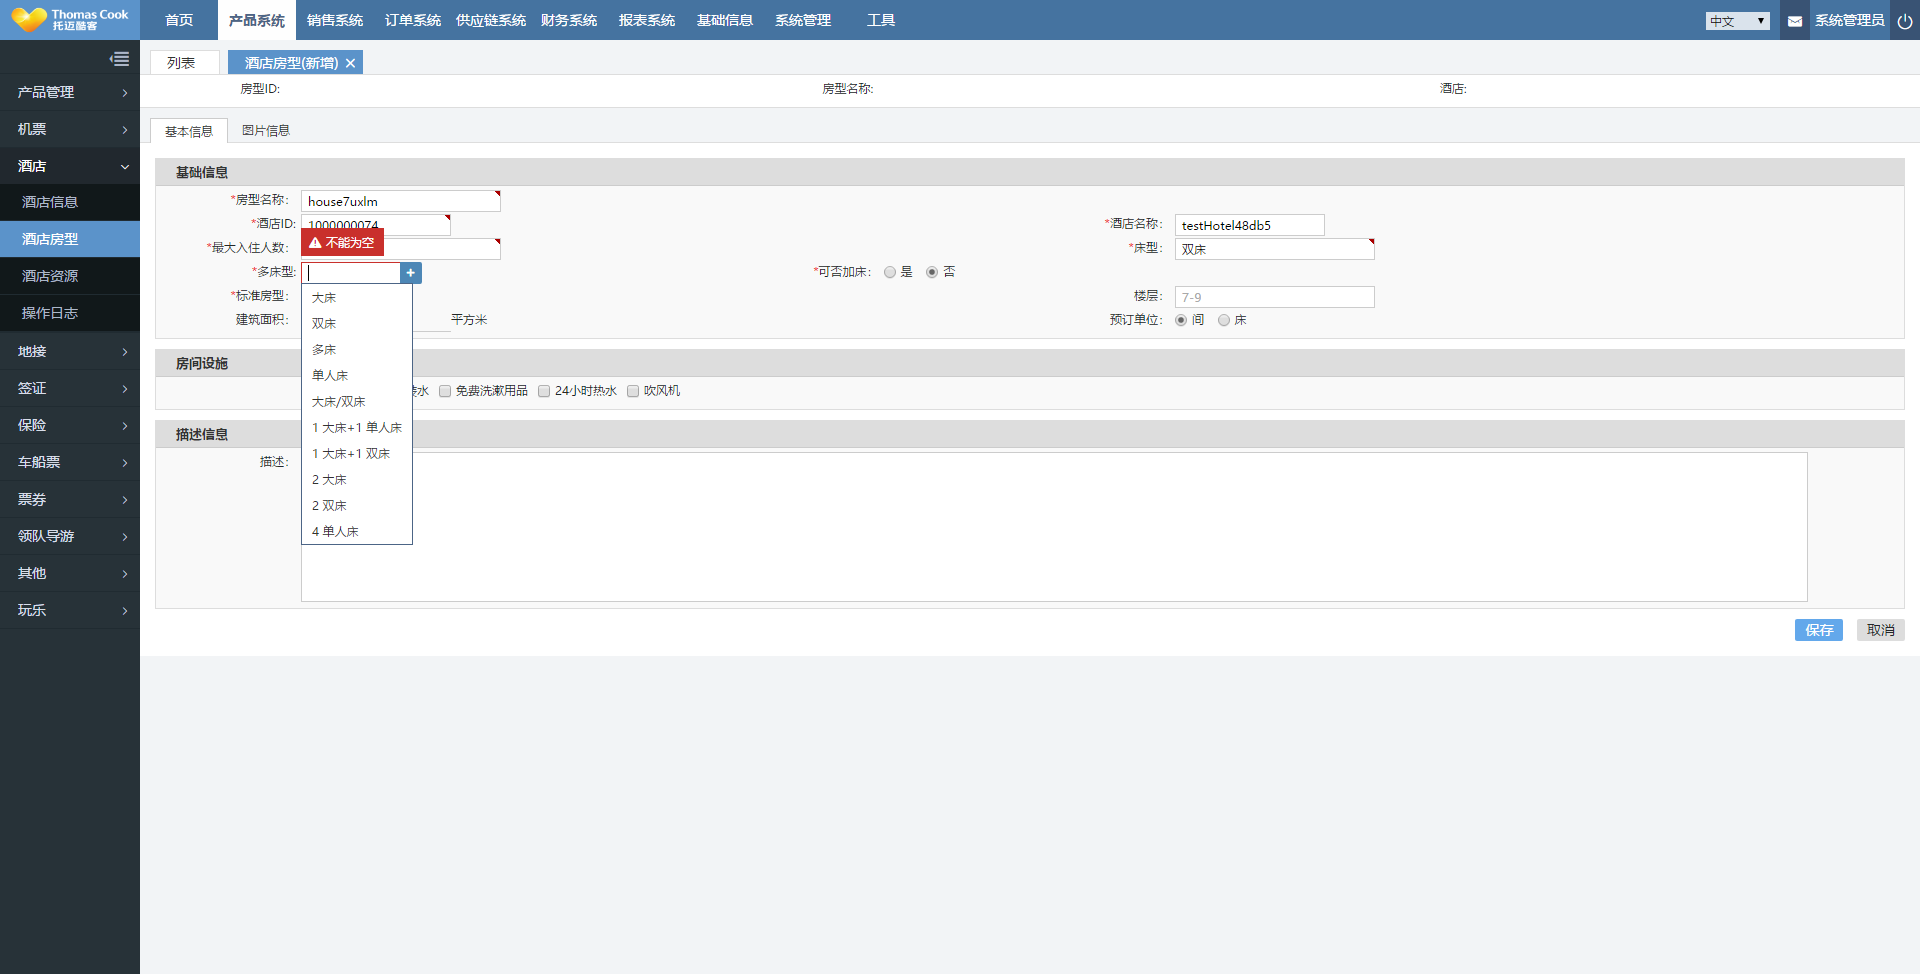 Thomas Cook
托迈酷客
首页 产品系统 销售系统 订单系统 供应链系统 财务系统 报表系统 基础信息 系统管理 工具
中文 系统管理员
列表 酒店房型(新增)
房型ID: 房型名称: 酒店:
基本信息 图片信息
产品管理
机票
酒店
酒店信息
酒店房型
酒店资源
操作日志
地接
签证
保险
车船票
票券
领队导游
其他
玩乐
基础信息
*房型名称: house7uxlm
*酒店ID: 1000000074 *酒店名称: testHotel48db5
不能为空
*最大入住人数: *床型: 双床
*多床型: *可否加床: 是 否
*标准房型: 楼层: 7-9
建筑面积: 平方米 预订单位: 间 床
大床
双床
多床
单人床
大床/双床
1 大床+1 单人床
1 大床+1 双床
2 大床
2 双床
4 单人床
房间设施
水 免费洗漱用品 24小时热水 吹风机
描述信息
描述:
保存 取消